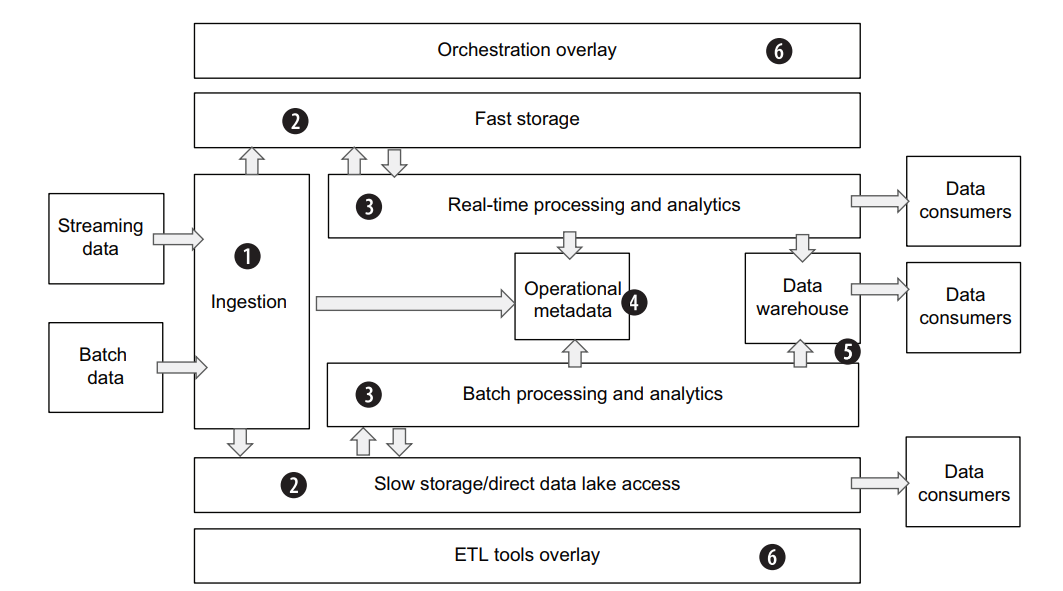 Orchestration overlay 6
2 Fast storage
3 Real-time processing and analytics
Data
consumers
Streaming
data
1
Ingestion
Operational
metadata 4
Data
warehouse
5
Data
consumers
Batch
data
3 Batch processing and analytics
2 Slow storage/direct data lake access
Data
consumers
ETL tools overlay 6